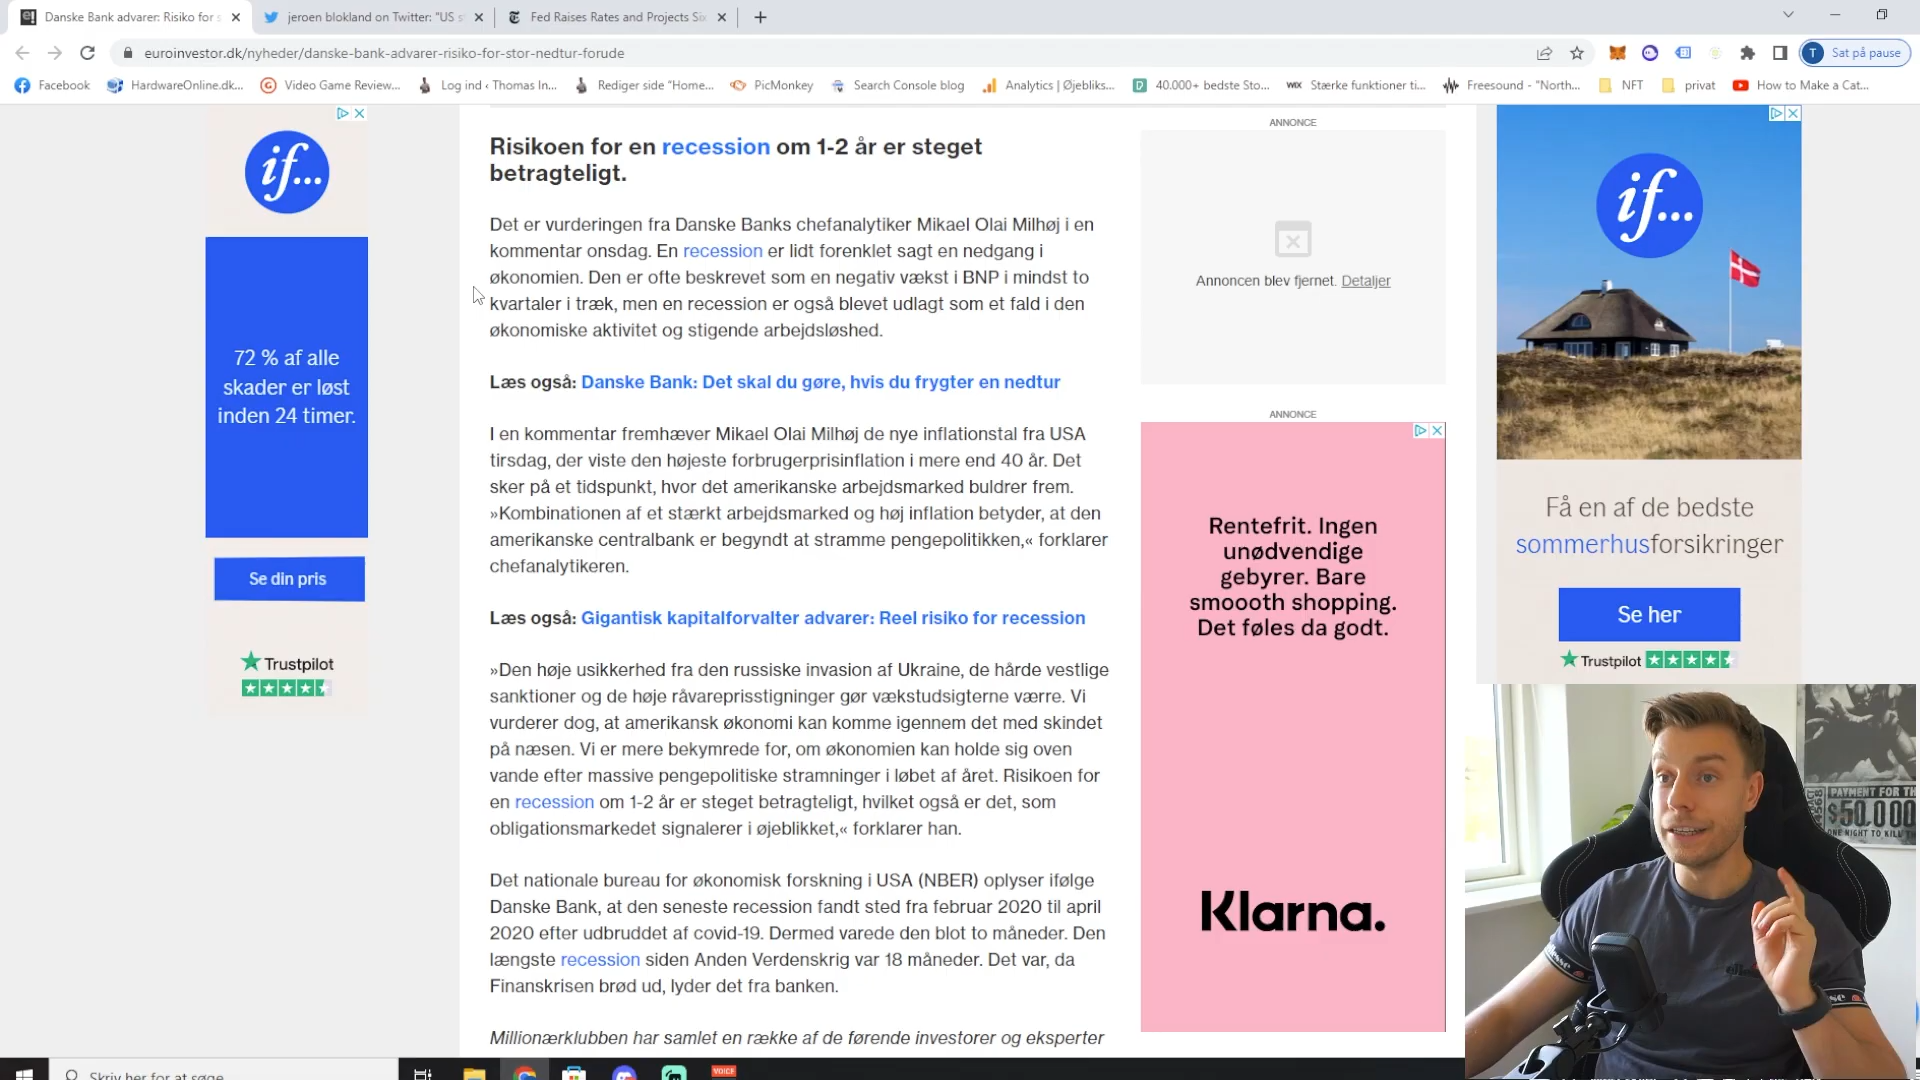 Danske Bank advarer: Risiko for s
jeroen blokland on Twitter: "US s
Fed Raises Rates and Projects Six
euroinvestor.dk/nyheder/danske-bank-advarer-risiko-for-stor-nedtur-forude
T Sat på pause
Facebook
HardwareOnline.dk...
Video Game Review...
Log ind ‹ Thomas In...
Rediger side "Home...
PicMonkey
Search Console blog
Analytics | Øjebliks...
40.000+ bedste Sto...
WIX Stærke funktioner ti...
Freesound - "North...
NFT
privat
How to Make a Cat...
if...
72 % af alle
skader er løst
inden 24 timer.
Se din pris
Trustpilot
Risikoen for en recession om 1-2 år er steget
betragteligt.
Det er vurderingen fra Danske Banks chefanalytiker Mikael Olai Milhøj i en
kommentar onsdag. En recession er lidt forenklet sagt en nedgang i
økonomien. Den er ofte beskrevet som en negativ vækst i BNP i mindst to
kvartaler i træk, men en recession er også blevet udlagt som et fald i den
økonomiske aktivitet og stigende arbejdsløshed.
Læs også: Danske Bank: Det skal du gøre, hvis du frygter en nedtur
I en kommentar fremhæver Mikael Olai Milhøj de nye inflationstal fra USA
tirsdag, der viste den højeste forbrugerprisinflation i mere end 40 år. Det
sker på et tidspunkt, hvor det amerikanske arbejdsmarked buldrer frem.
»Kombinationen af et stærkt arbejdsmarked og høj inflation betyder, at den
amerikanske centralbank er begyndt at stramme pengepolitikken,« forklarer
chefanalytikeren.
Læs også: Gigantisk kapitalforvalter advarer: Reel risiko for recession
»Den høje usikkerhed fra den russiske invasion af Ukraine, de hårde vestlige
sanktioner og de høje råvareprisstigninger gør vækstudsigterne værre. Vi
vurderer dog, at amerikansk økonomi kan komme igennem det med skindet
på næsen. Vi er mere bekymrede for, om økonomien kan holde sig oven
vande efter massive pengepolitiske stramninger i løbet af året. Risikoen for
en recession om 1-2 år er steget betragteligt, hvilket også er det, som
obligationsmarkedet signalerer i øjeblikket,« forklarer han.
Det nationale bureau for økonomisk forskning i USA (NBER) oplyser ifølge
Danske Bank, at den seneste recession fandt sted fra februar 2020 til april
2020 efter udbruddet af covid-19. Dermed varede den blot to måneder. Den
længste recession siden Anden Verdenskrig var 18 måneder. Det var, da
Finanskrisen brød ud, lyder det fra banken.
Millionærklubben har samlet en række af de førende investorer og eksperter
ANNONCE
Annoncen blev fjernet. Detaljer
ANNONCE
Rentefrit. Ingen
unødvendige
gebyrer. Bare
smoooth shopping.
Det føles da godt.
Klarna.
if...
Få en af de bedste
sommerhusforsikringer
Se her
Trustpilot
PAYMENT FOR TH
$50,000
ONE NIGHT TO KILL
ellesse
Skriv her for at søge
VOICE